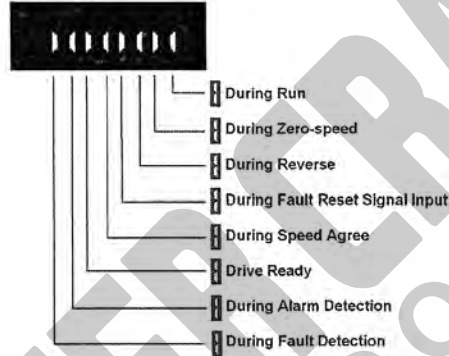 During Run
During Zero-speed
During Reverse
During Fault Reset Signal Input
During Speed Agree
Drive Ready
During Alarm Detection
During Fault Detection